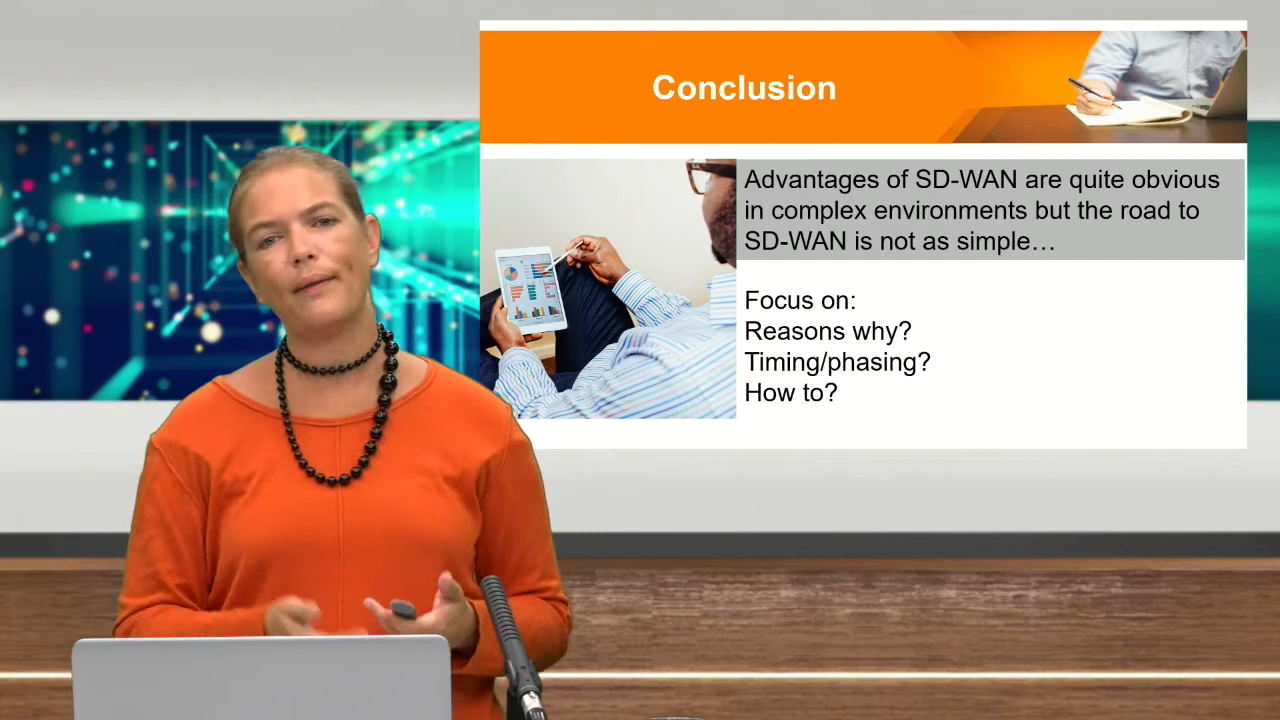 Conclusion
Advantages of SD-WAN are quite obvious
in complex environments but the road to
SD-WAN is not as simple…
Focus on:
Reasons why?
Timing/phasing?
How to?